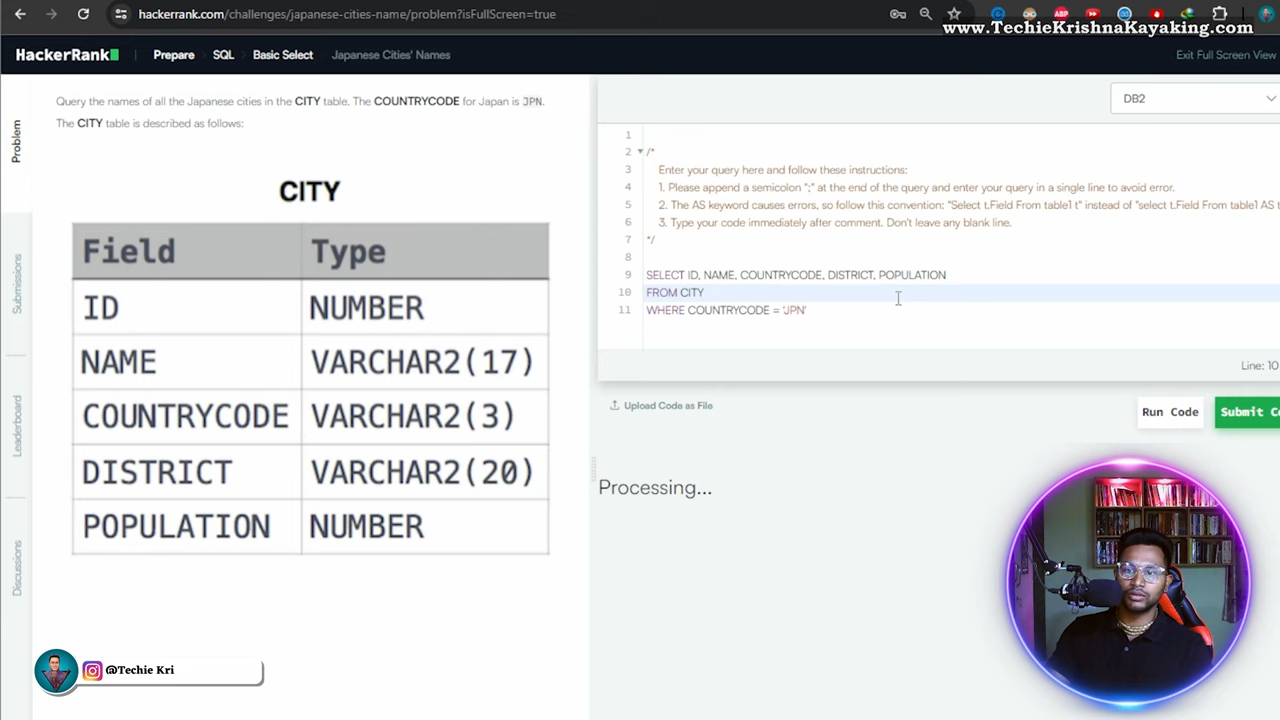 hackerrank.com/challenges/japanese-cities-name/problem?isFullScreen=true
ABP
www.TechieKrishnaKayaking.com
HackerRank
Prepare
SQL
Basic Select
Japanese Cities' Names
Exit Full Screen View
Problem
Submissions
Leaderboard
Discussions
Query the names of all the Japanese cities in the CITY table. The COUNTRYCODE for Japan is JPN.
The CITY table is described as follows:
CITY
Field Type
ID NUMBER
NAME VARCHAR2(17)
COUNTRYCODE VARCHAR2(3)
DISTRICT VARCHAR2(20)
POPULATION NUMBER
@Techie Kri
DB2
1
2 /*
3 Enter your query here and follow these instructions:
4 1. Please append a semicolon ";" at the end of the query and enter your query in a single line to avoid error.
5 2. The AS keyword causes errors, so follow this convention: "Select t.Field From table1 t" instead of "select t.Field From table1 AS t
6 3. Type your code immediately after comment. Don't leave any blank line.
7 */
8
9 SELECT ID, NAME, COUNTRYCODE, DISTRICT, POPULATION
10 FROM CITY
11 WHERE COUNTRYCODE = 'JPN'
Line: 10
Upload Code as File
Run Code
Submit Co
Processing...